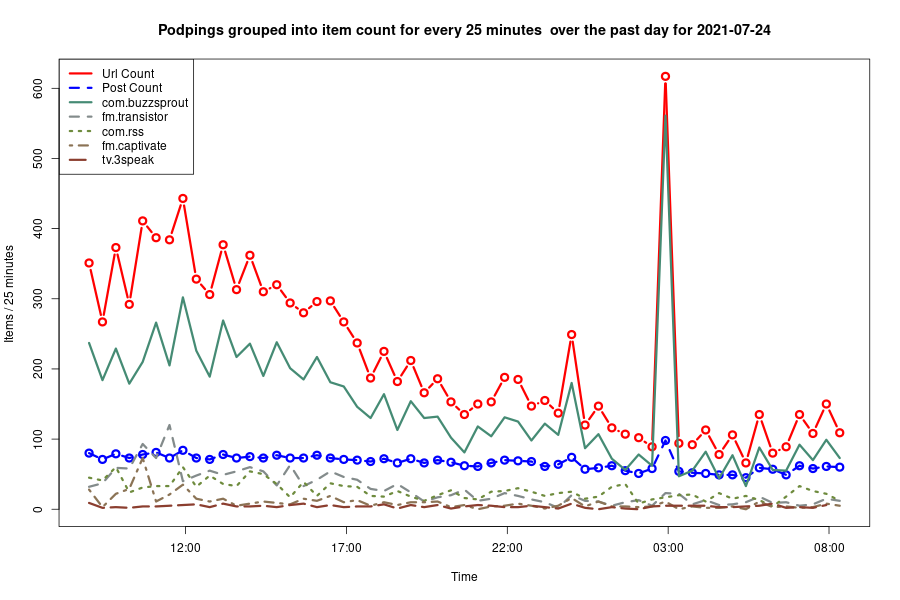 Podpings grouped into item count for every 25 minutes  over the past day for 2021-07-24
Url Count
Post Count
com.buzzsprout
fm.transistor
com.rss
fm.captivate
tv.3speak
600
500
400
300
200
100
0
Items / 25 minutes
12:00
17:00
22:00
03:00
08:00
Time